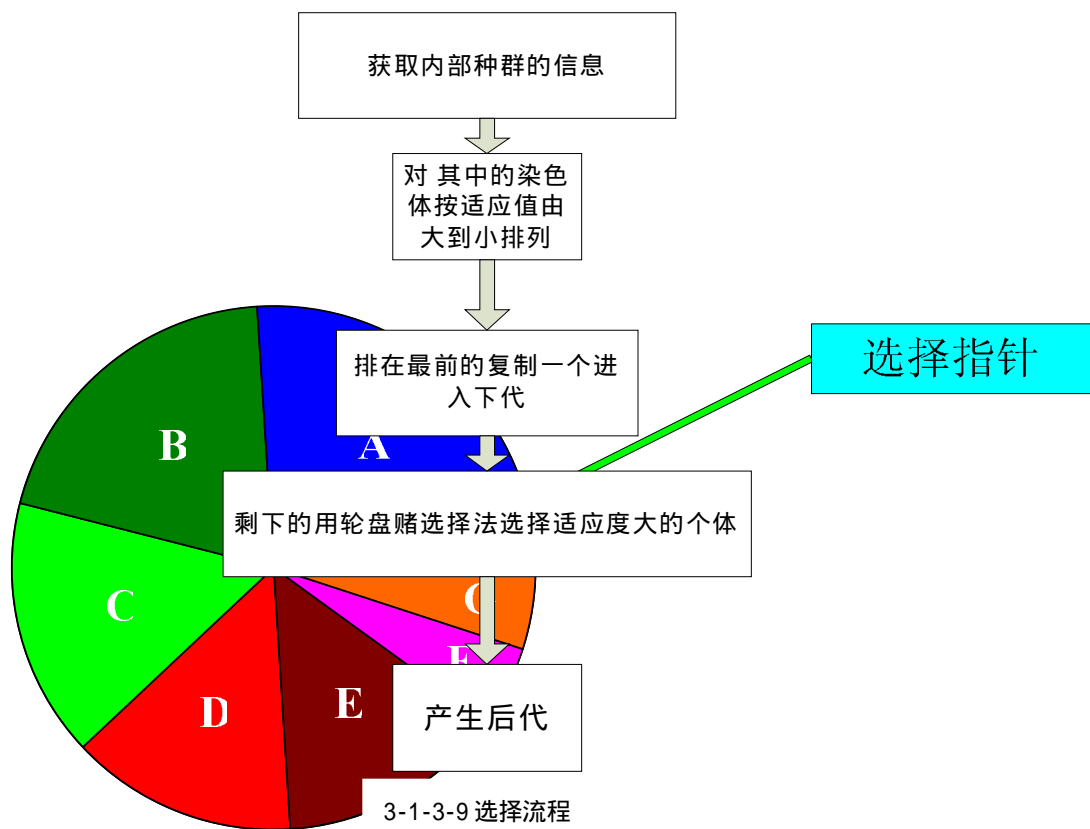 获取内部种群的信息
对 其中的染色
体按适应值由
大到小排列
排在最前的复制一个进
入下代
选择指针
A
B
剩下的用轮盘赌选择法选择适应度大的个体
C
D
E
产生后代
3-1-3-9 选择流程